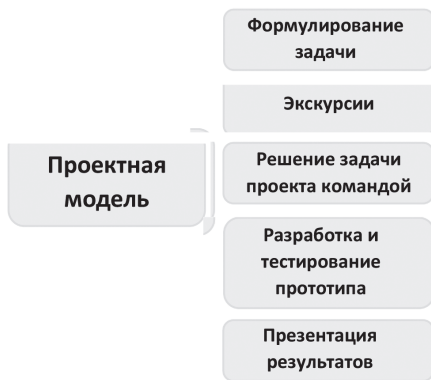 Проектная
модель
Формулирование
задачи
Экскурсии
Решение задачи
проекта командой
Разработка и
тестирование
прототипа
Презентация
результатов